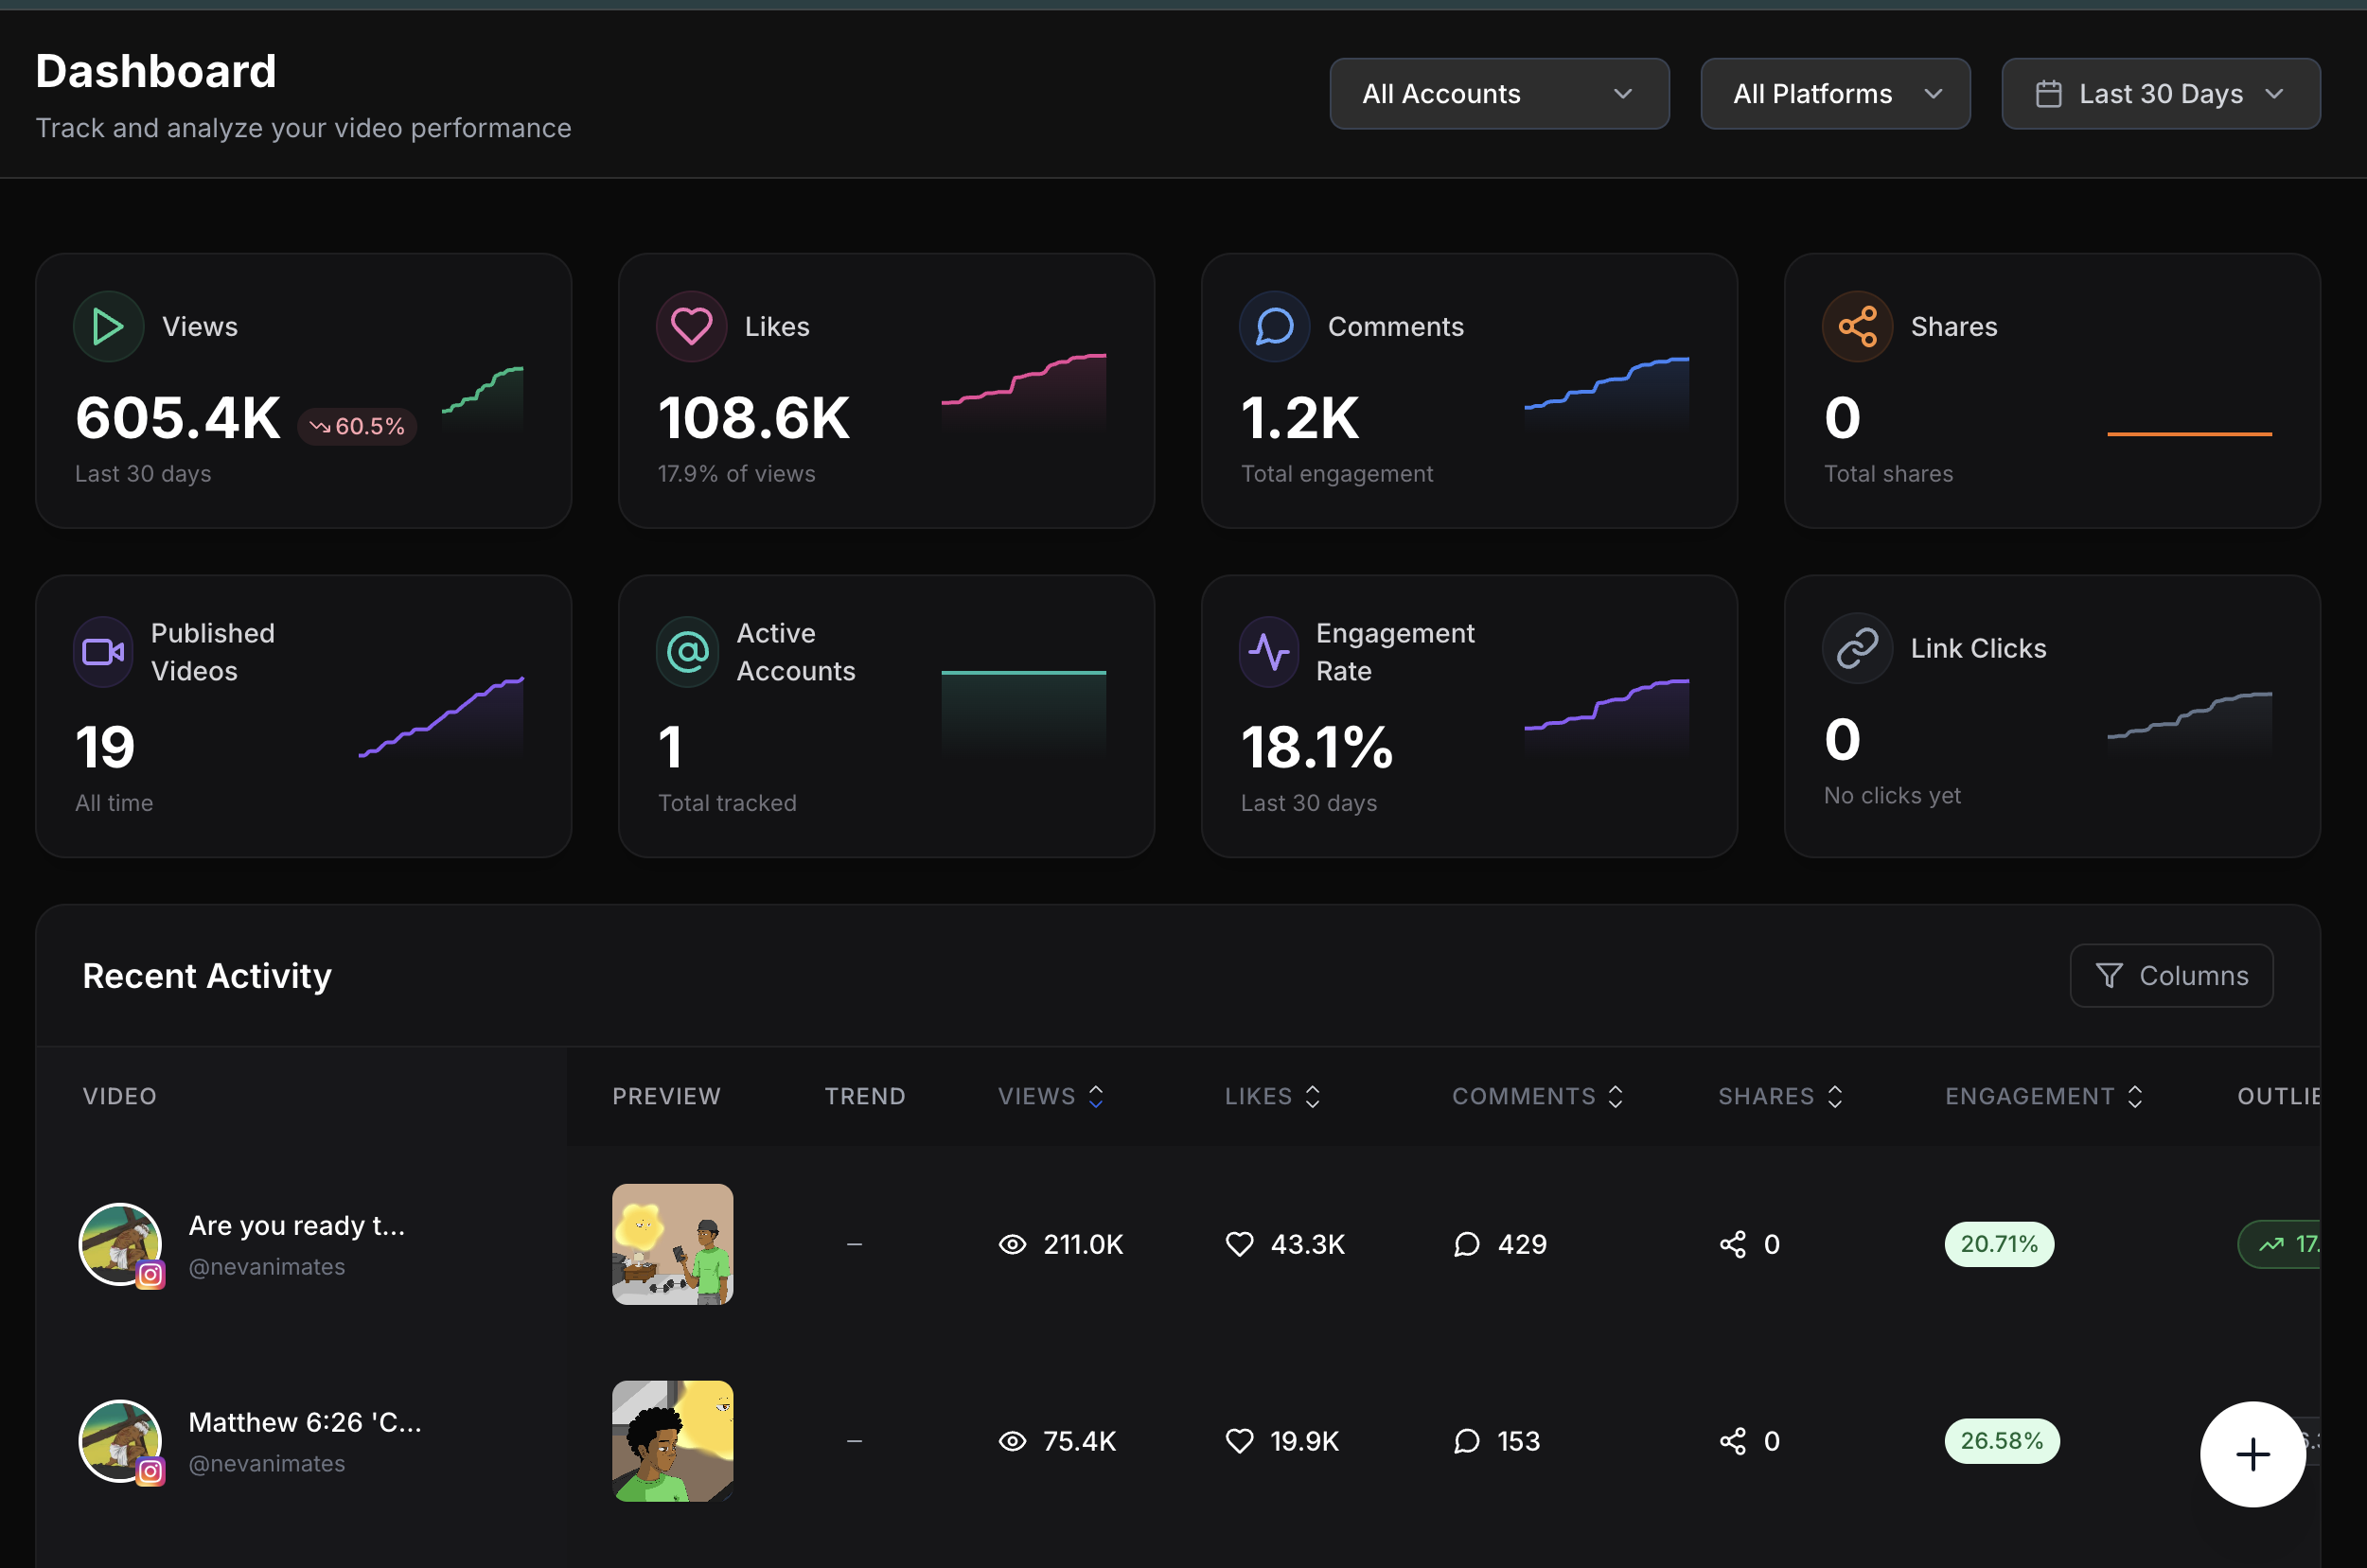 Dashboard
Track and analyze your video performance
All Accounts
All Platforms
Last 30 Days
Views
605.4K
60.5%
Last 30 days
Likes
108.6K
17.9% of views
Comments
1.2K
Total engagement
Shares
0
Total shares
Published
Videos
19
All time
Active
Accounts
1
Total tracked
Engagement
Rate
18.1%
Last 30 days
Link Clicks
0
No clicks yet
Recent Activity
Columns
VIDEO PREVIEW TREND VIEWS LIKES COMMENTS SHARES ENGAGEMENT OUTLIE
Are you ready t...
@nevanimates
– 211.0K 43.3K 429 0 20.71% 17.
Matthew 6:26 'C...
@nevanimates
– 75.4K 19.9K 153 0 26.58%